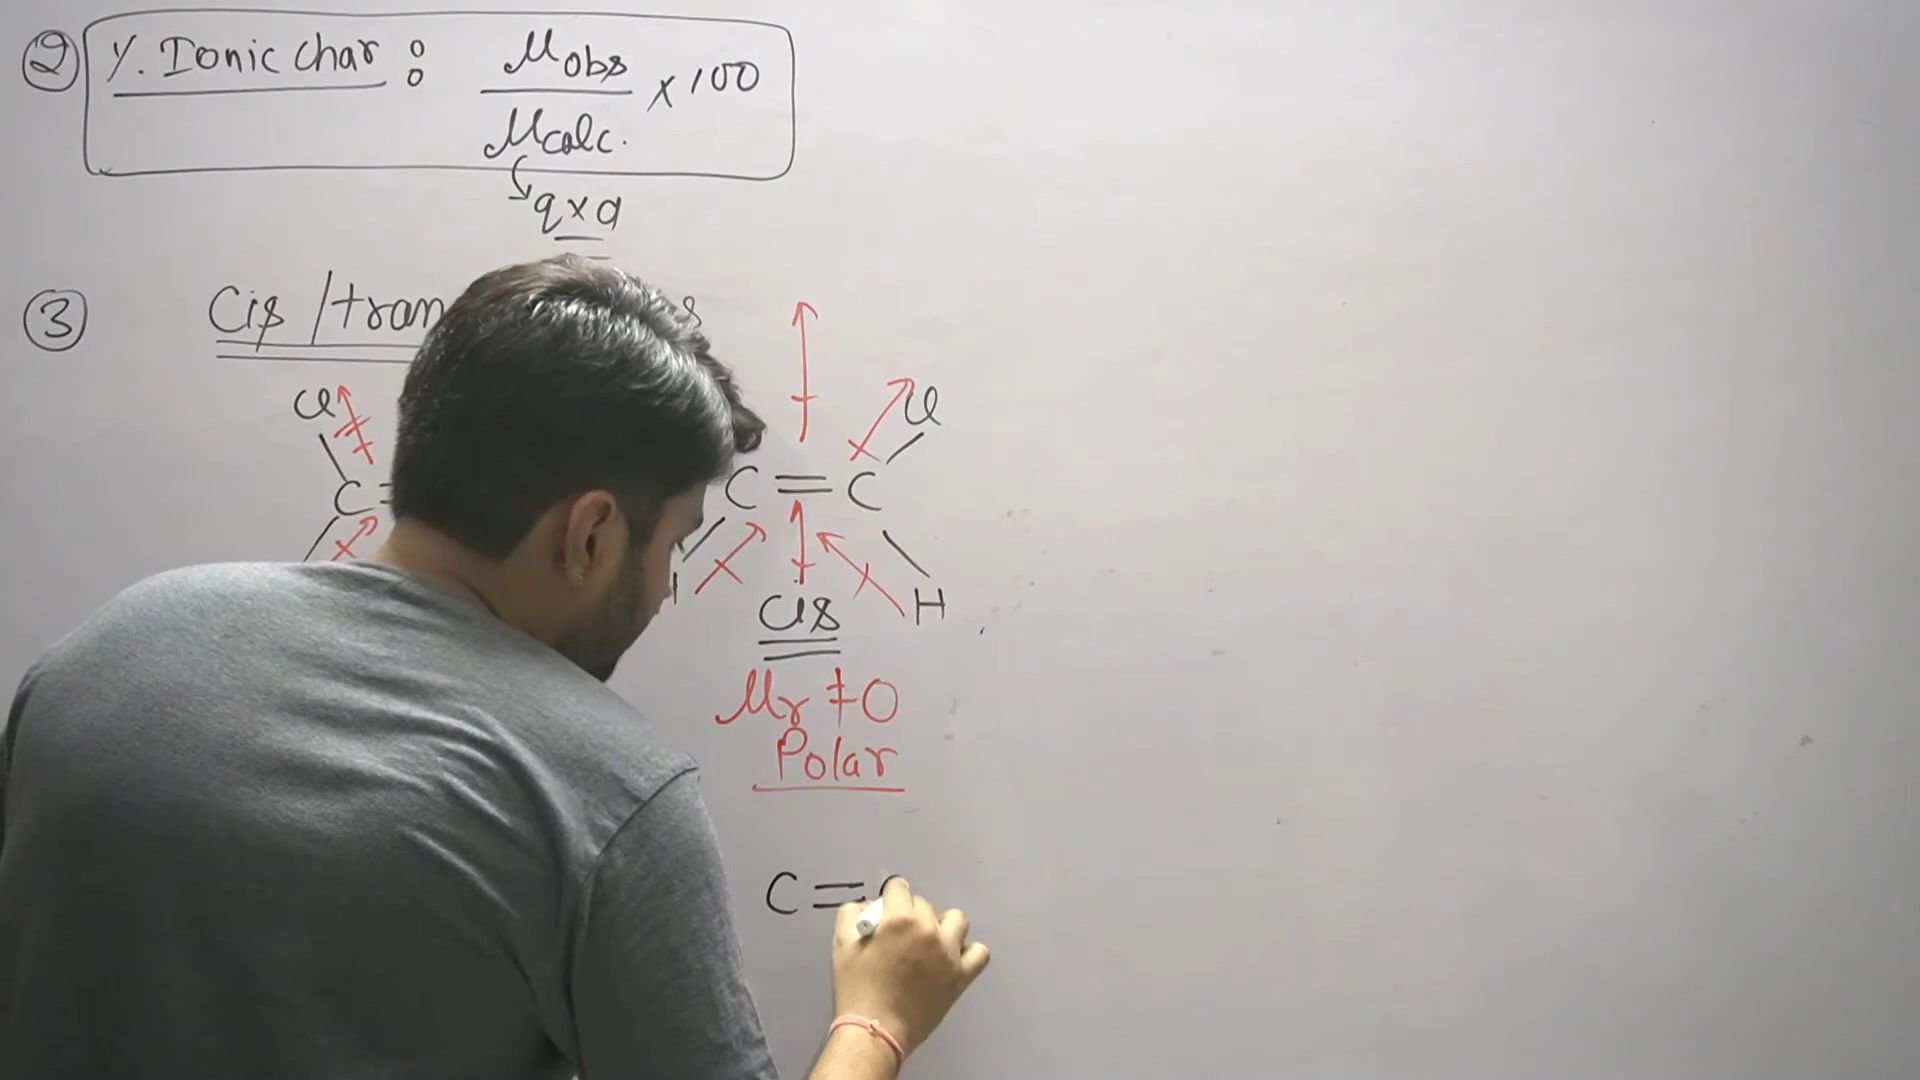 ② % Ionic char : μobs / μcalc. × 100
q×d
③ Cis/tran
Cl Cl
C= C=C
H
Cis
μr ≠ 0
Polar
C=